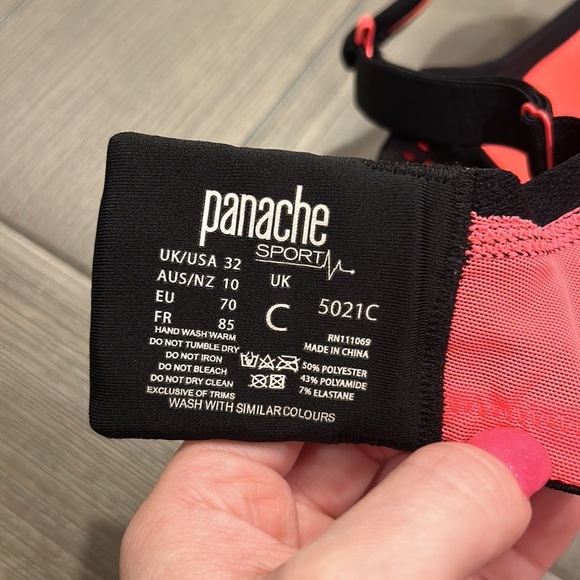 panache
SPORT
UK/USA 32
AUS/NZ 10
EU 70
FR 85
UK
C
5021C
RN111069
MADE IN CHINA
HAND WASH WARM
DO NOT TUMBLE DRY
DO NOT IRON
DO NOT BLEACH
DO NOT DRY CLEAN
EXCLUSIVE OF TRIMS
50% POLYESTER
43% POLYAMIDE
7% ELASTANE
WASH WITH SIMILAR COLOURS